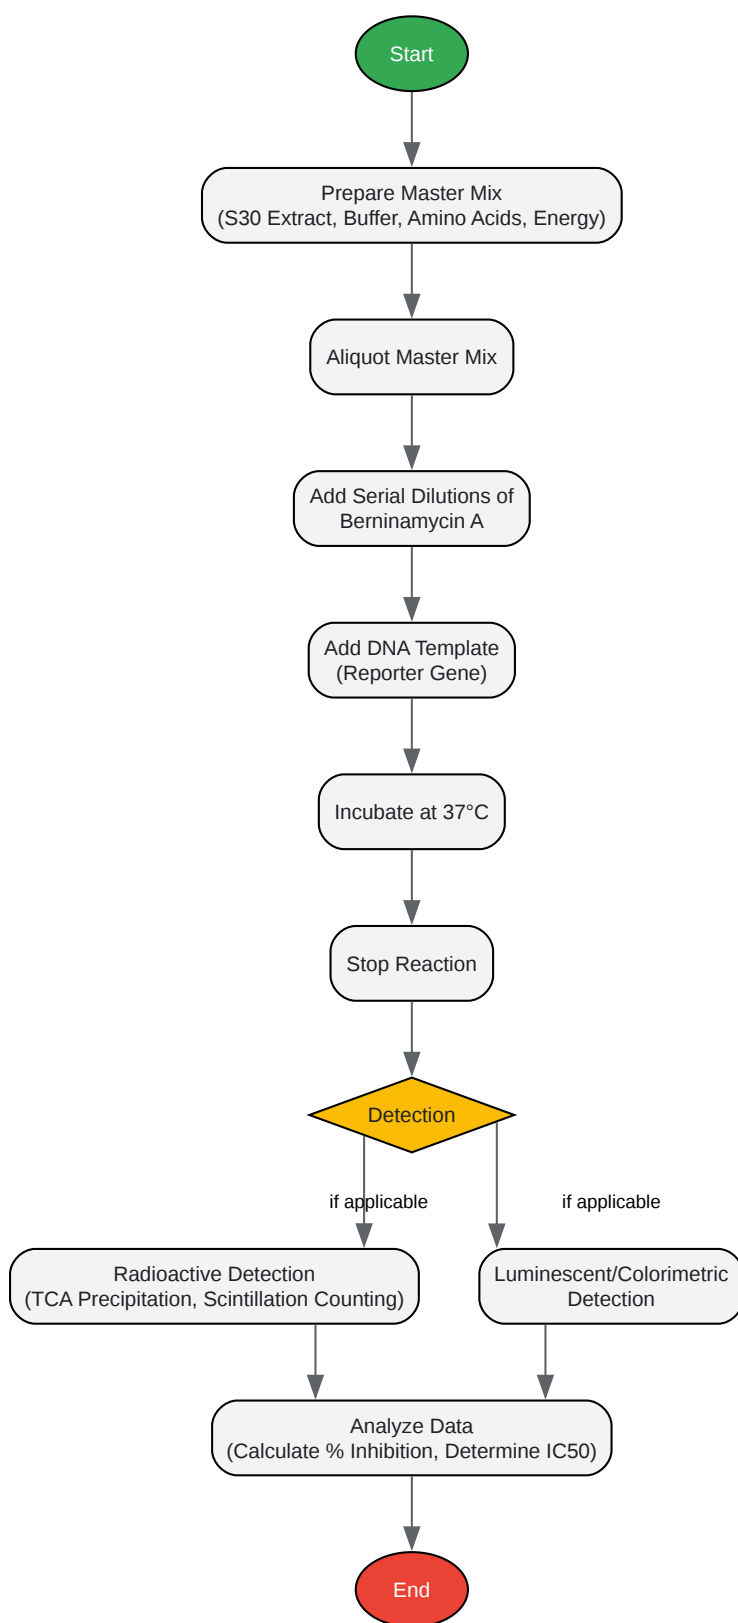 Start
Prepare Master Mix
(S30 Extract, Buffer, Amino Acids, Energy)
Aliquot Master Mix
Add Serial Dilutions of
Berninamycin A
Add DNA Template
(Reporter Gene)
Incubate at 37°C
Stop Reaction
Detection
if applicable
if applicable
Radioactive Detection
(TCA Precipitation, Scintillation Counting)
Luminescent/Colorimetric
Detection
Analyze Data
(Calculate % Inhibition, Determine IC50)
End